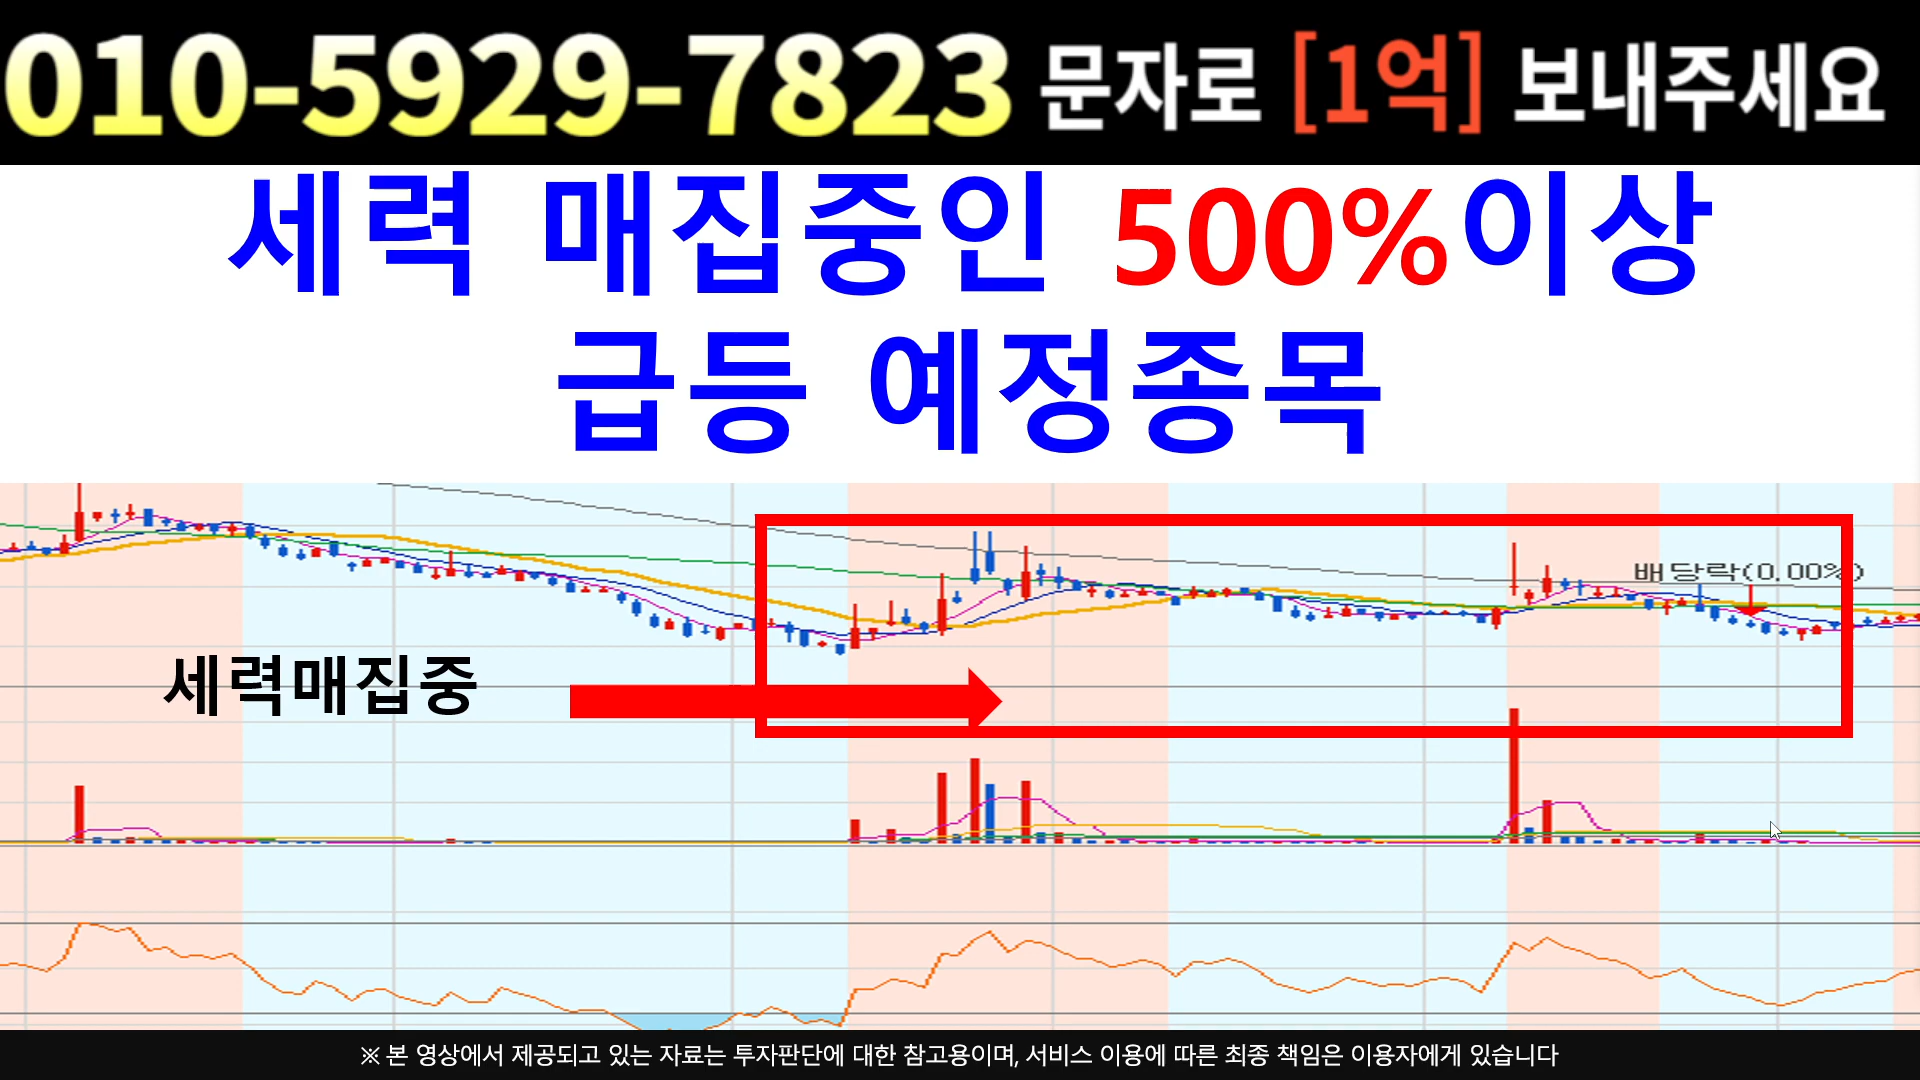 010-5929-7823 문자로 [1억] 보내주세요
세력 매집중인 500%이상
급등 예정종목
배당락(0.00%)
세력매집중
※ 본 영상에서 제공되고 있는 자료는 투자판단에 대한 참고용이며, 서비스 이용에 따른 최종 책임은 이용자에게 있습니다